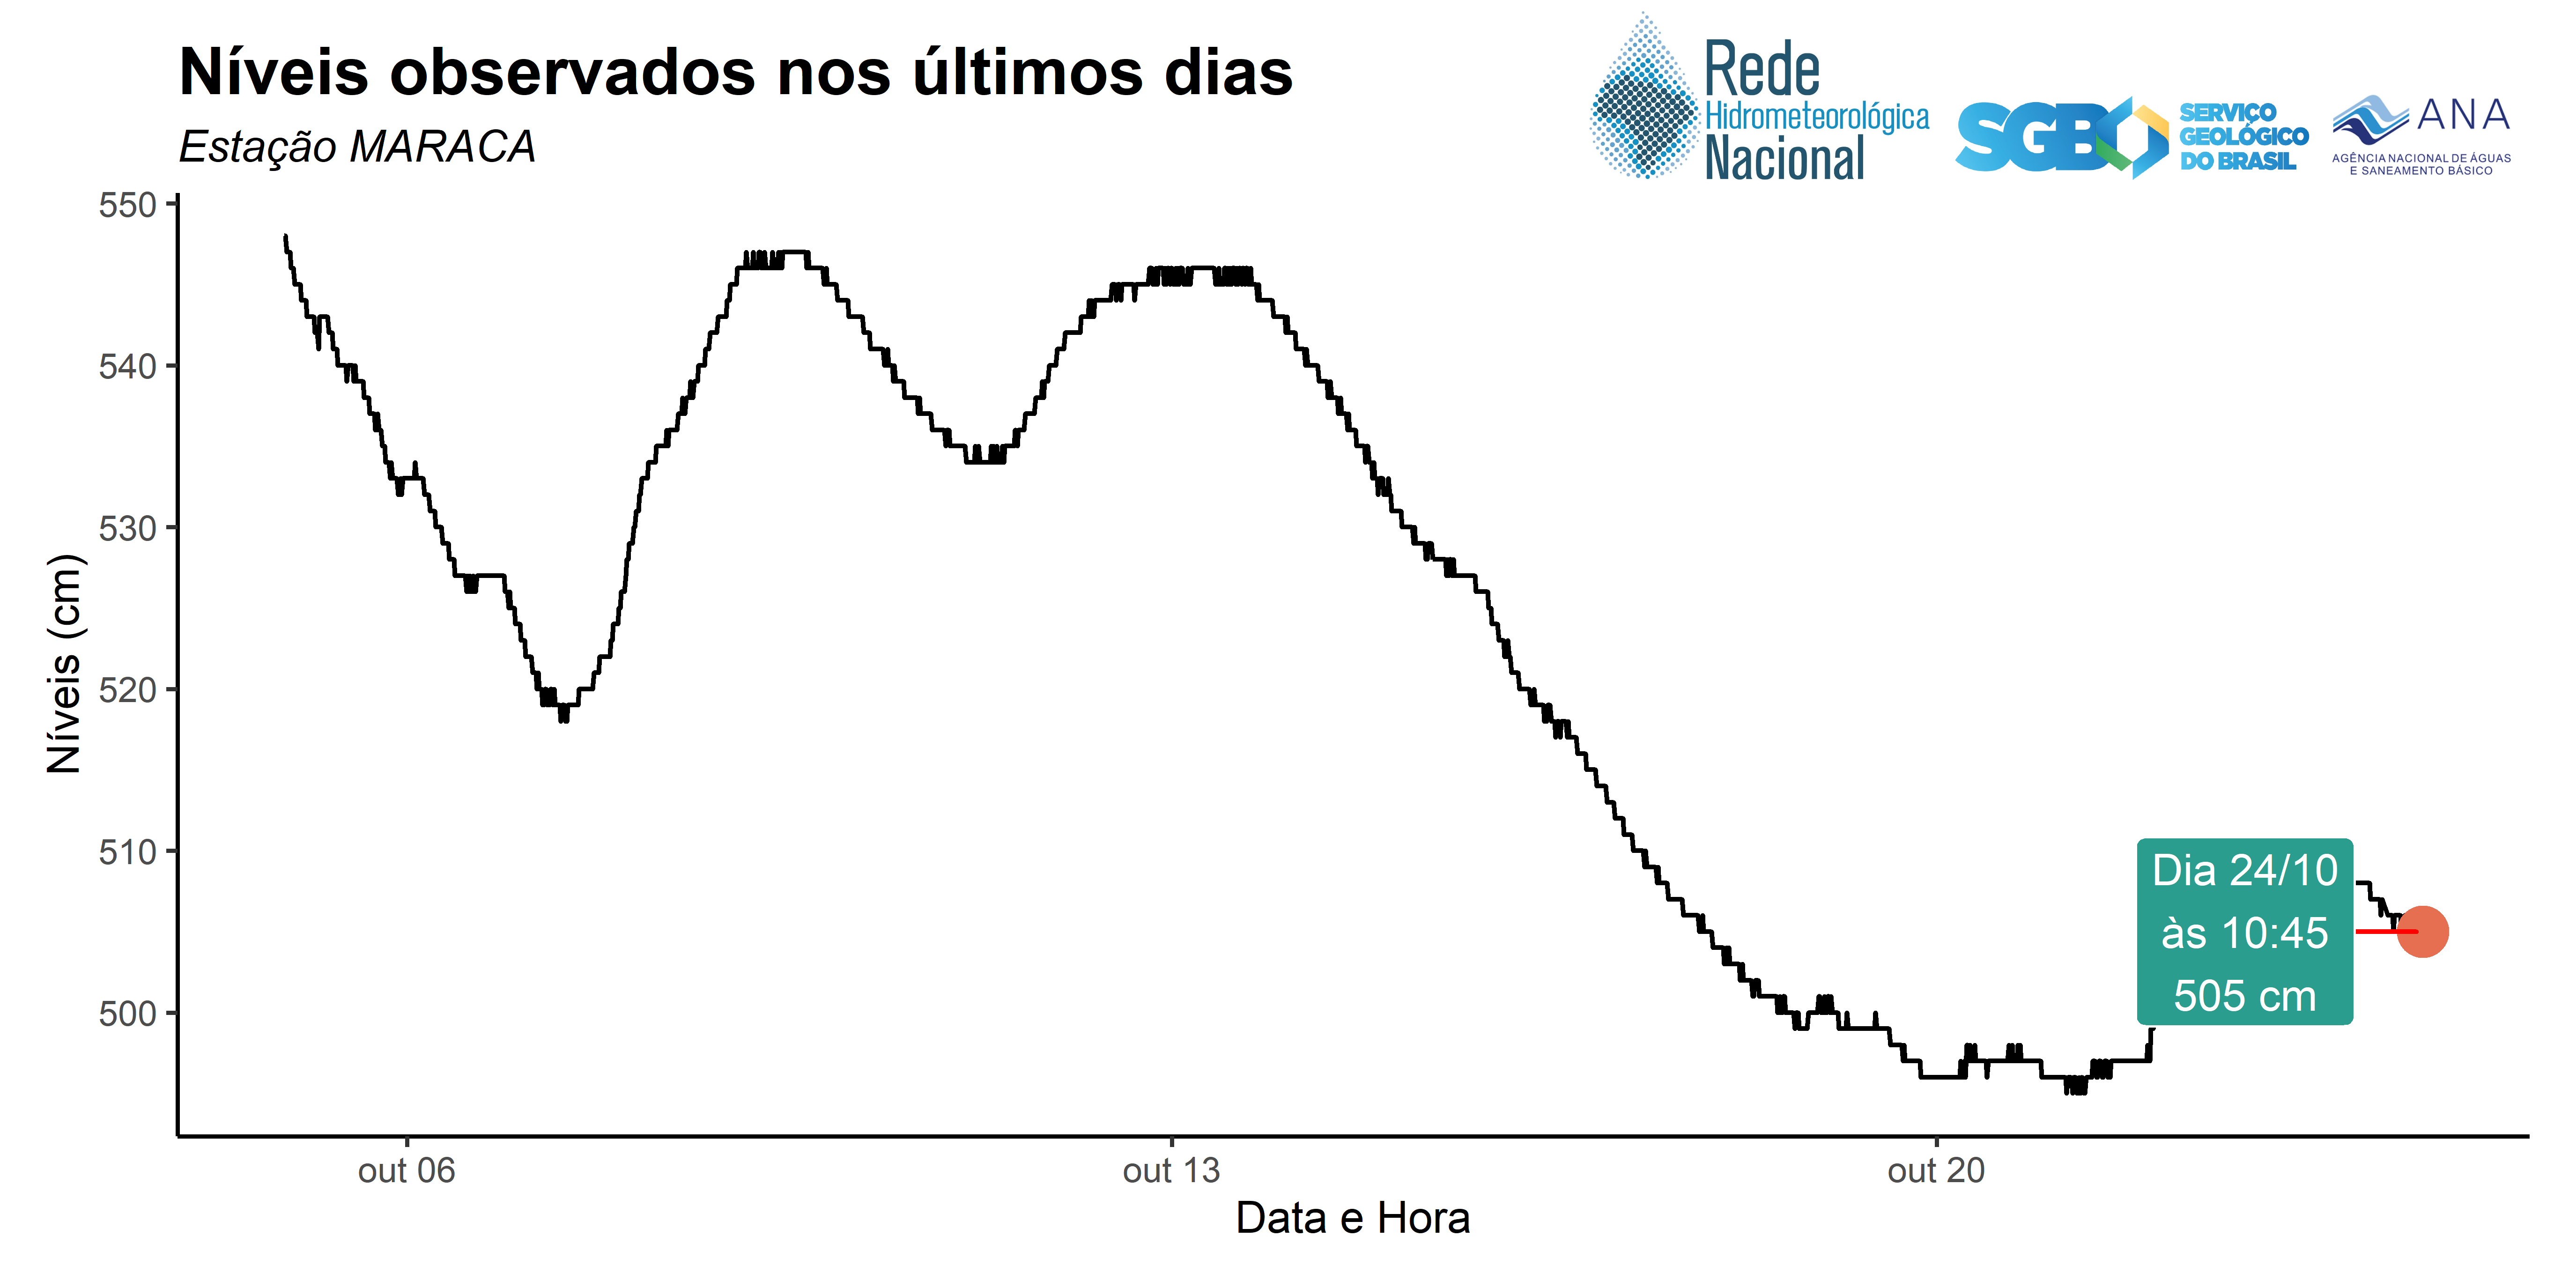 Níveis observados nos últimos dias
Estação MARACA
Rede
Hidrometeorológica
Nacional
SGB
SERVIÇO
GEOLÓGICO
DO BRASIL
ANA
AGÊNCIA NACIONAL DE ÁGUAS
E SANEAMENTO BÁSICO
Níveis (cm)
550
540
530
520
510
500
Dia 24/10
às 10:45
505 cm
out 06
out 13
out 20
Data e Hora